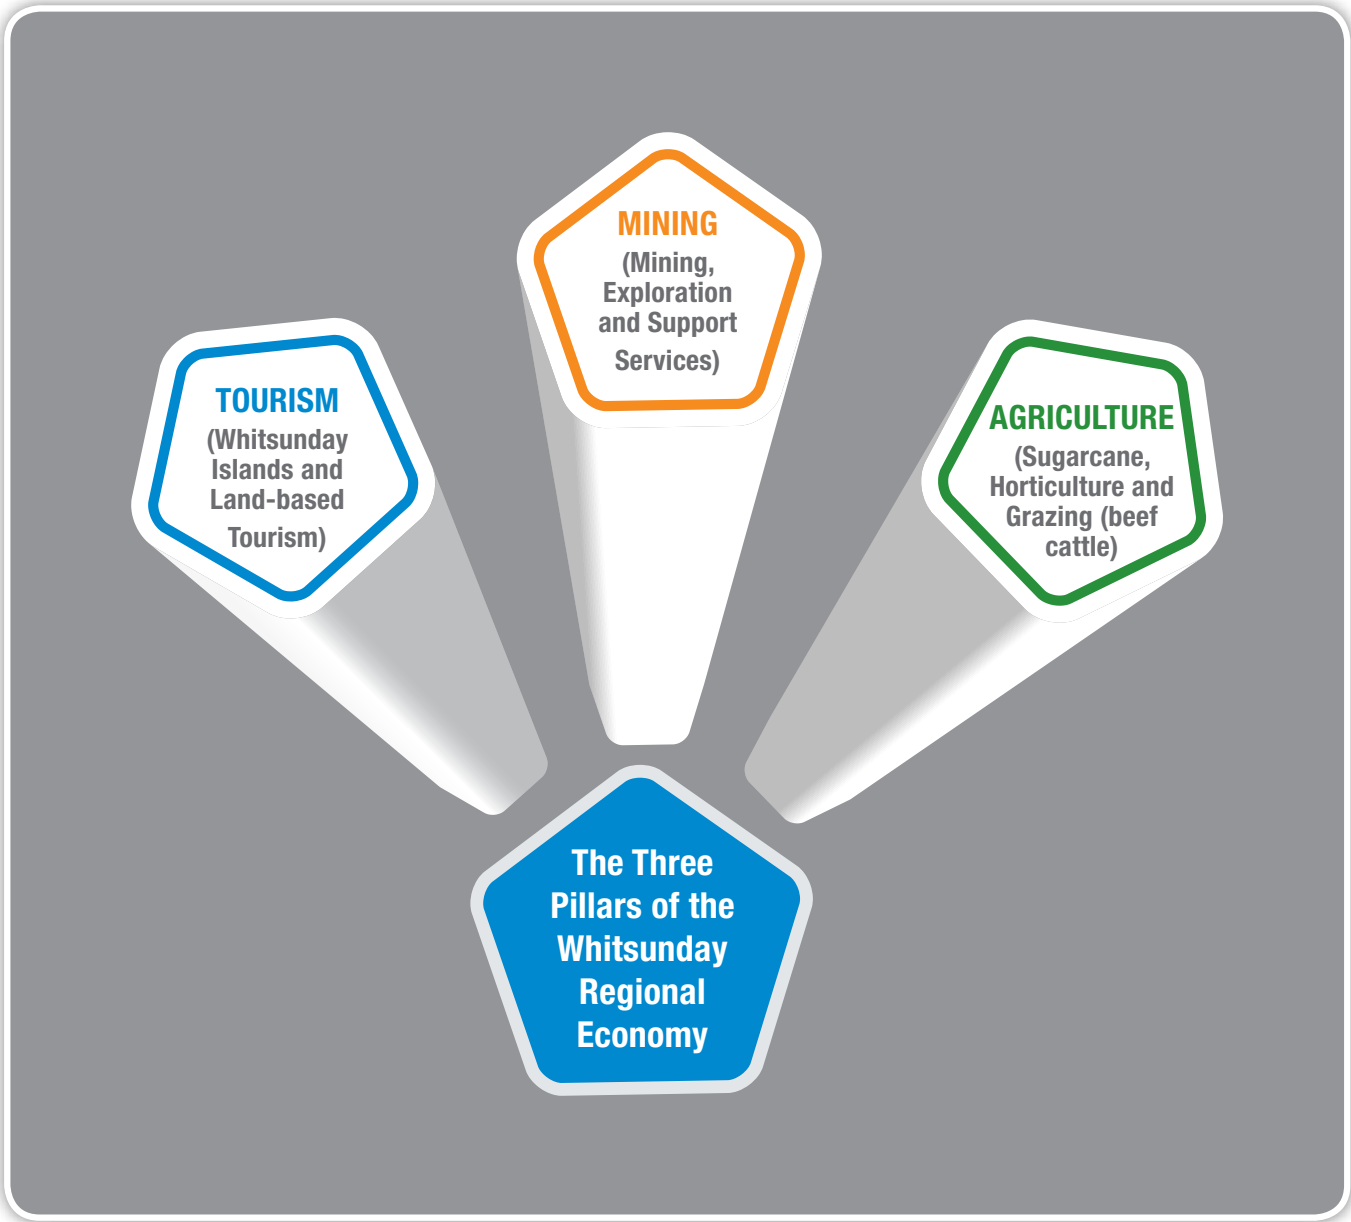 MINING
(Mining,
Exploration
and Support
Services)
TOURISM
(Whitsunday
Islands and
Land-based
Tourism)
AGRICULTURE
(Sugarcane,
Horticulture and
Grazing (beef
cattle)
The Three
Pillars of the
Whitsunday
Regional
Economy